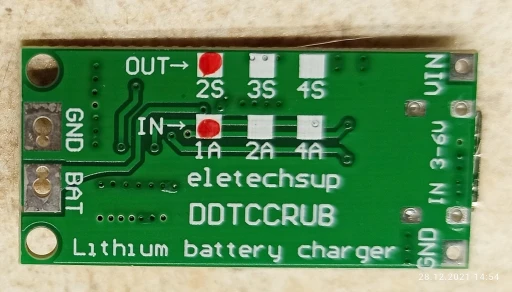 OUT→
2S 3S 4S
IN→
1A 2A 4A
eletechsup
DDTCCRUB
Lithium battery charger
GND
BAT
VIN
IN 3-6V
GND
28.12.2021 14:54